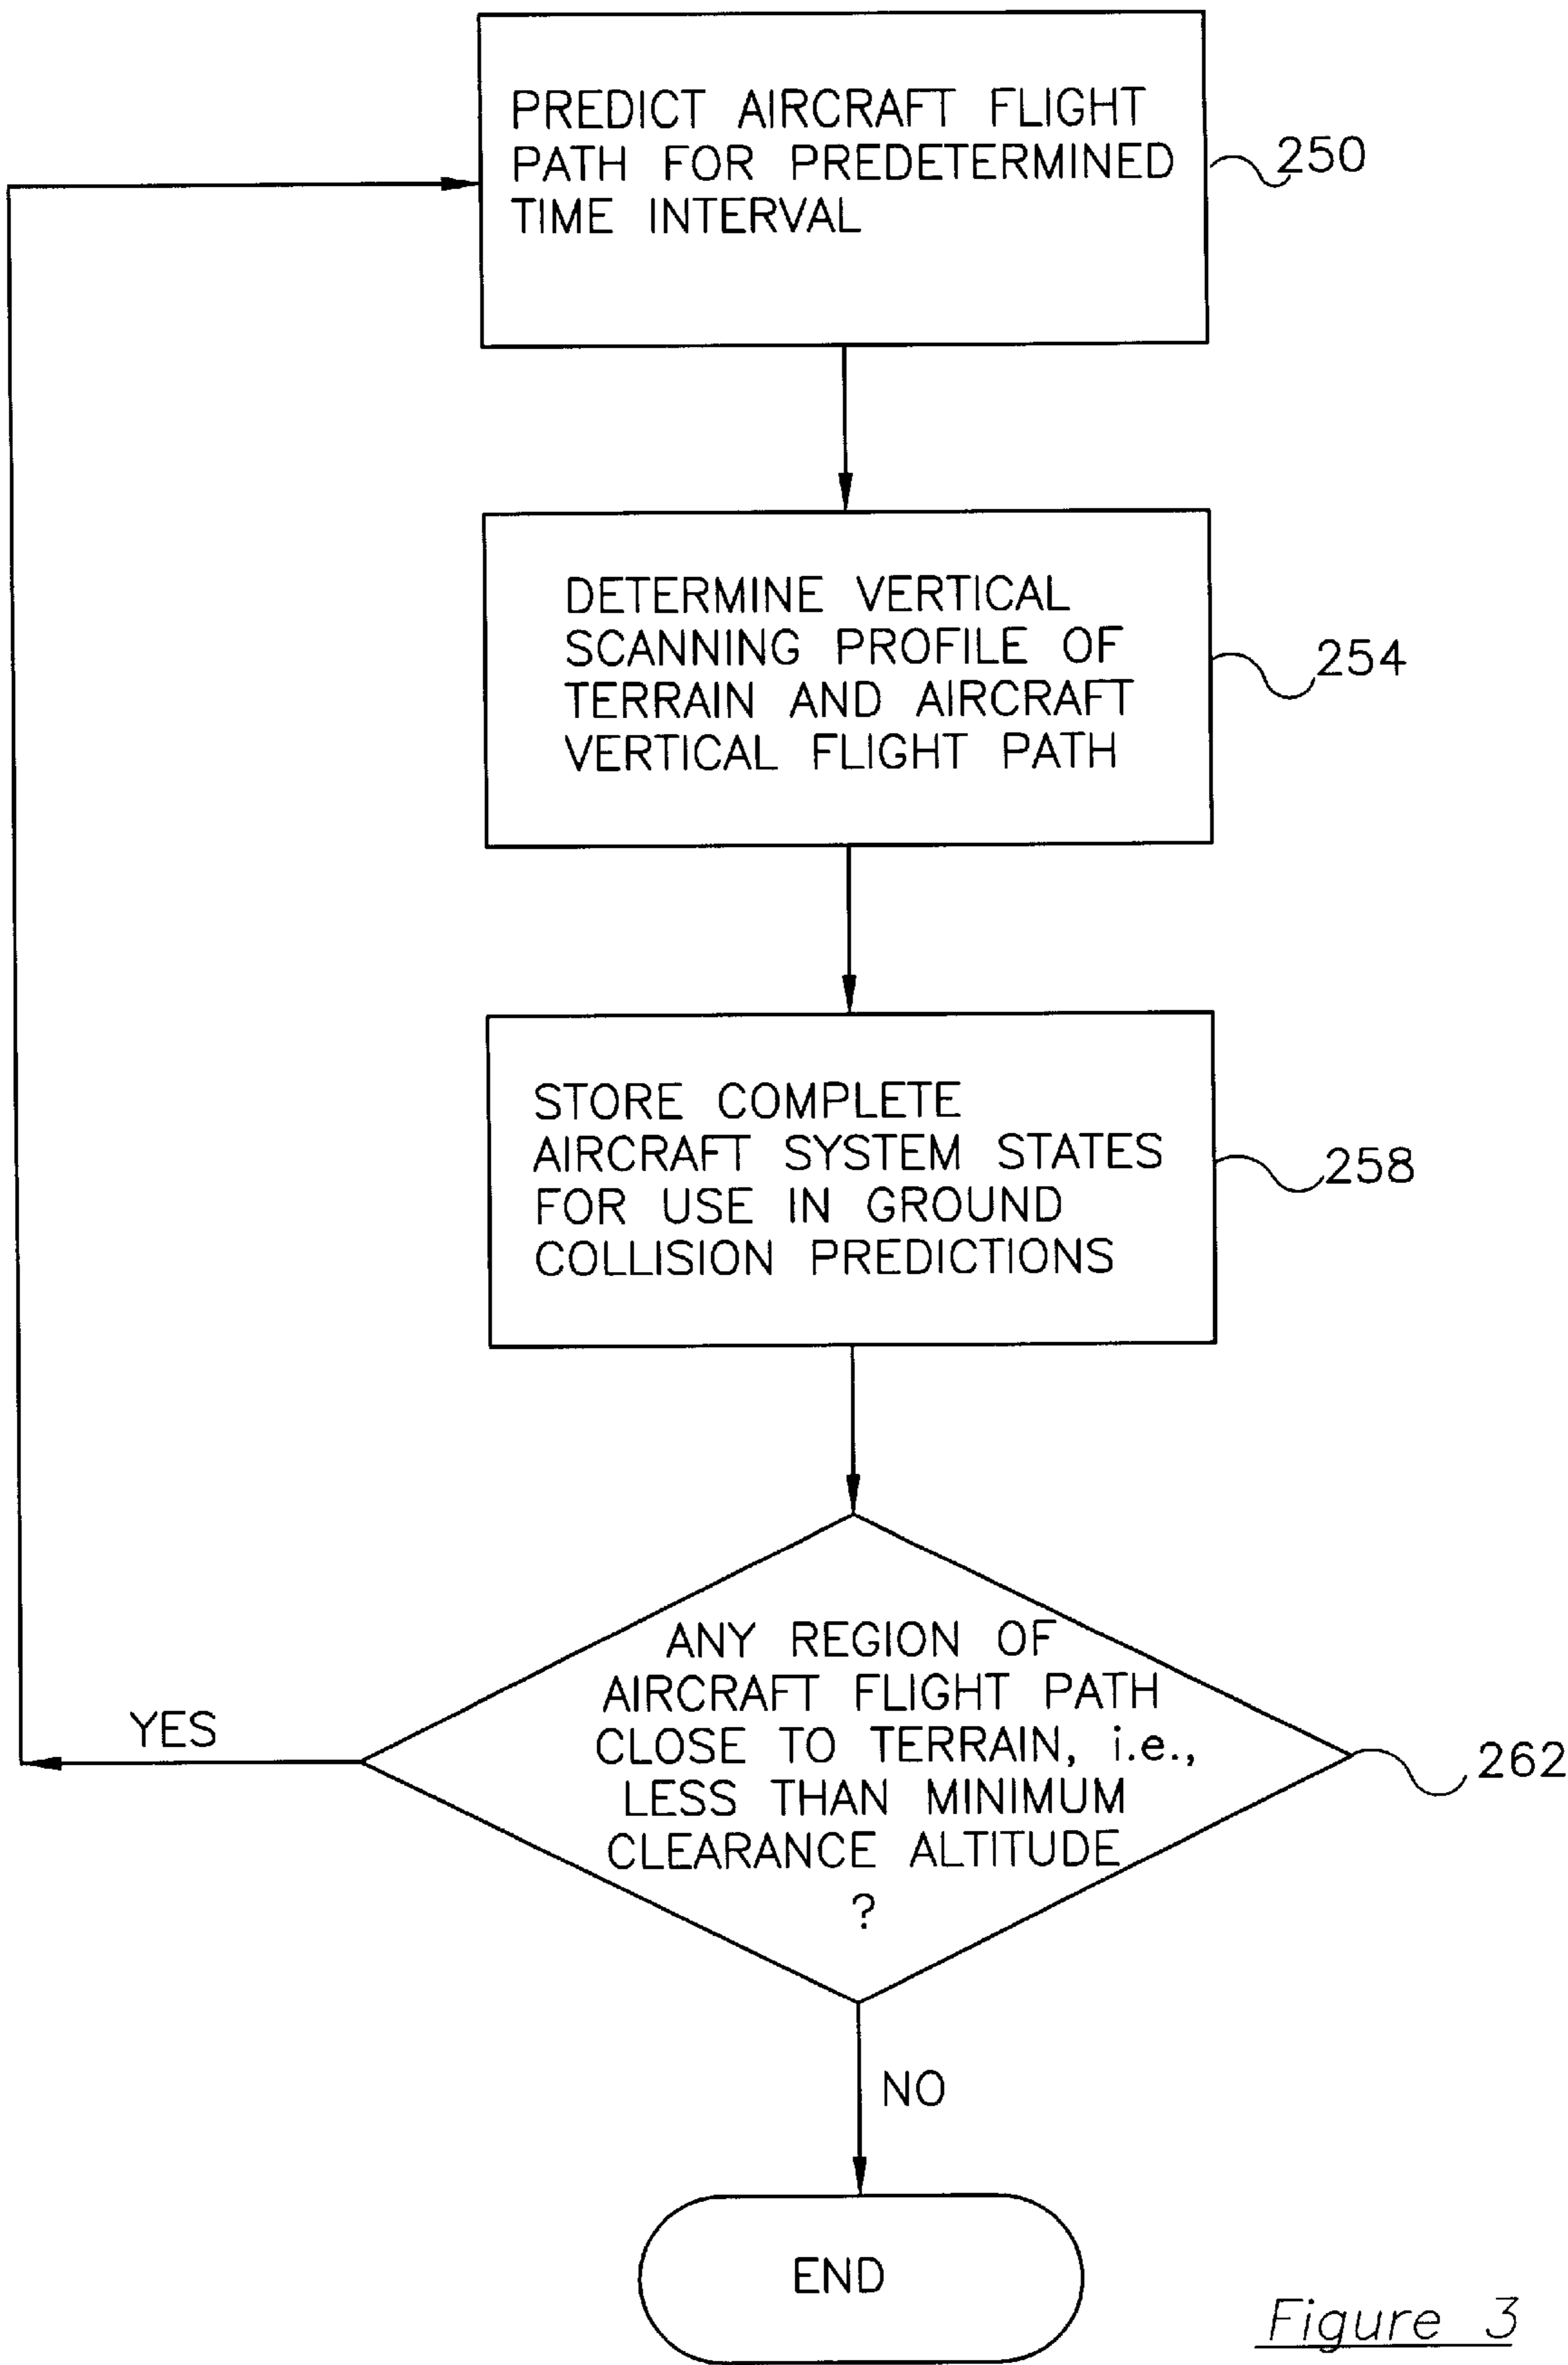 PREDICT AIRCRAFT FLIGHT
PATH FOR PREDETERMINED
TIME INTERVAL
250
DETERMINE VERTICAL
SCANNING PROFILE OF
TERRAIN AND AIRCRAFT
VERTICAL FLIGHT PATH
254
STORE COMPLETE
AIRCRAFT SYSTEM STATES
FOR USE IN GROUND
COLLISION PREDICTIONS
258
ANY REGION OF
AIRCRAFT FLIGHT PATH
CLOSE TO TERRAIN, i.e.,
LESS THAN MINIMUM
CLEARANCE ALTITUDE
?
262
YES
NO
END
Figure 3